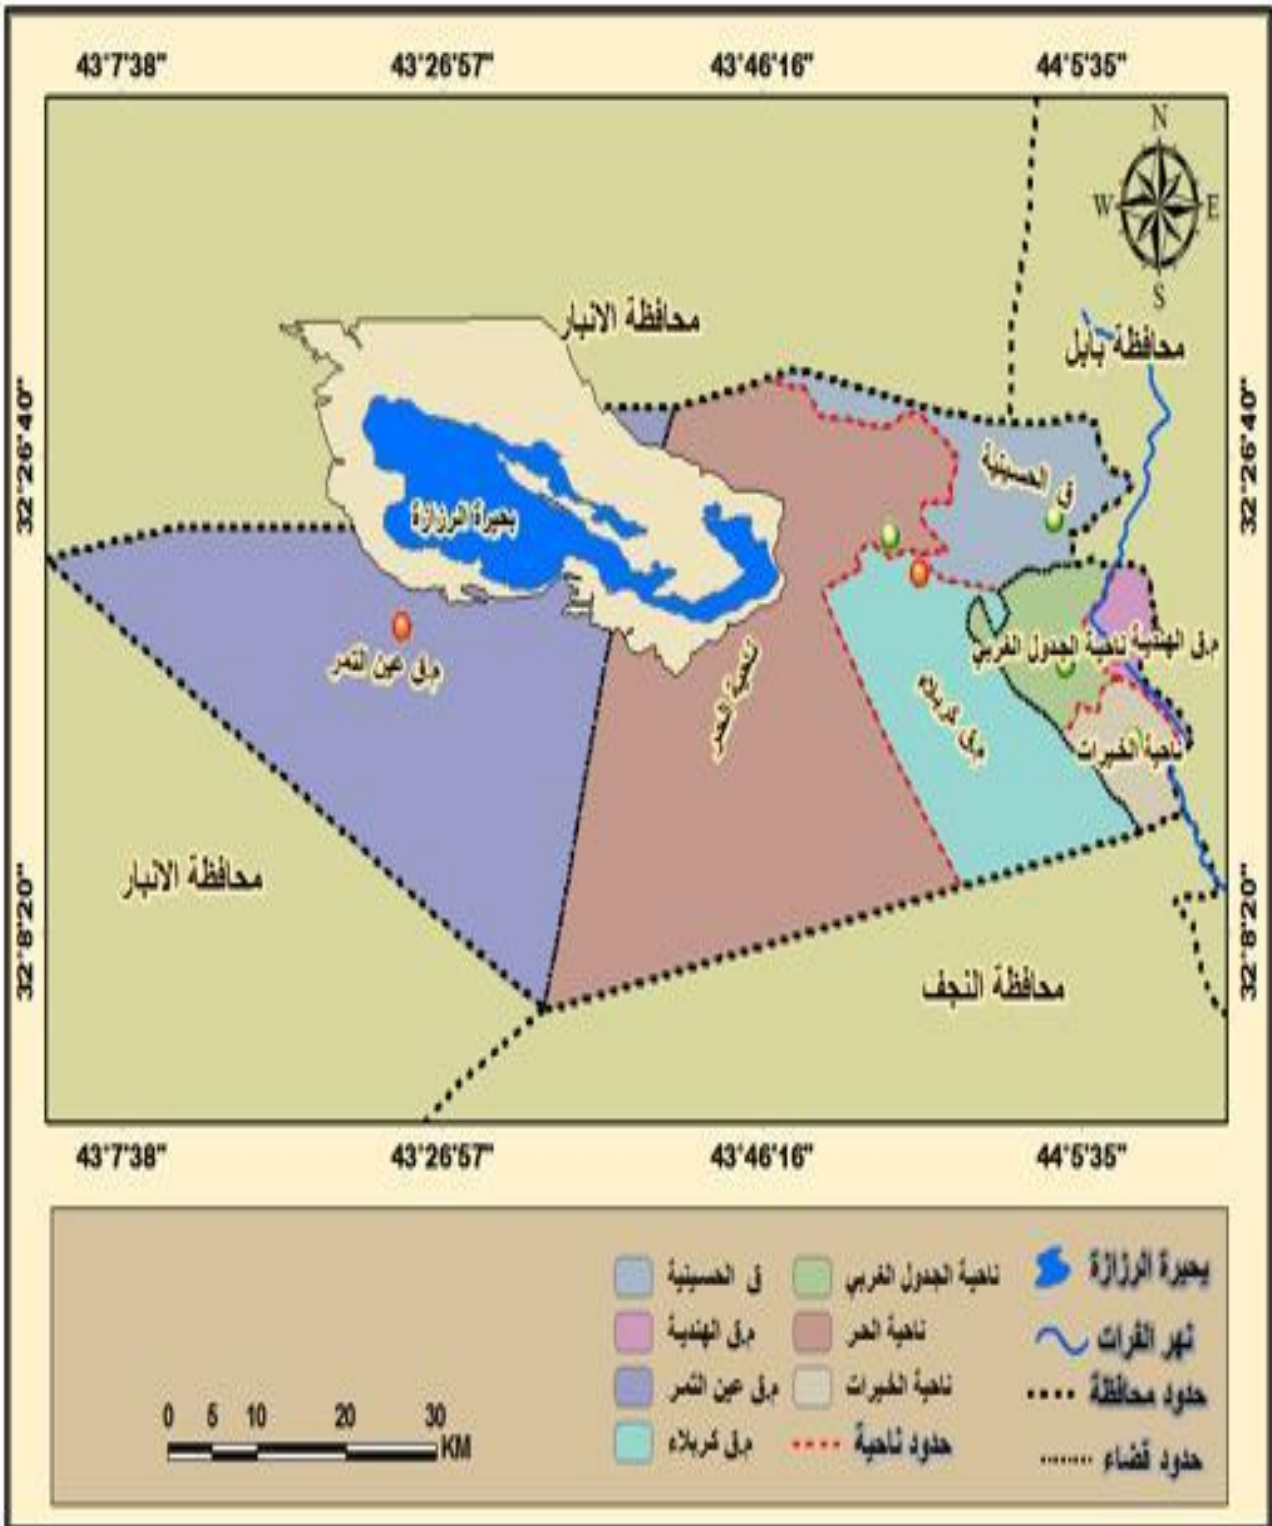 43°7'38" 43°26'57" 43°46'16" 44°5'35"
N
W E
S
محافظة الانبار
محافظة بابل
32°26'40" 32°26'40"
ق الحسينية
بحيرة الرزازة
م.ق الهندية
ناحية الجدول الغربي
م.ق عين التمر
ناحية الحر
م.ق كربلاء
ناحية الخيرات
محافظة الانبار
32°8'20" 32°8'20"
محافظة النجف
43°7'38" 43°26'57" 43°46'16" 44°5'35"
بحيرة الرزازة
ناحية الجدول الغربي
ق الحسينية
نهر الفرات
ناحية الحر
م.ق الهندية
حدود محافظة
ناحية الخيرات
م.ق عين التمر
حدود قضاء
حدود ناحية
م.ق كربلاء
0 5 10 20 30
KM